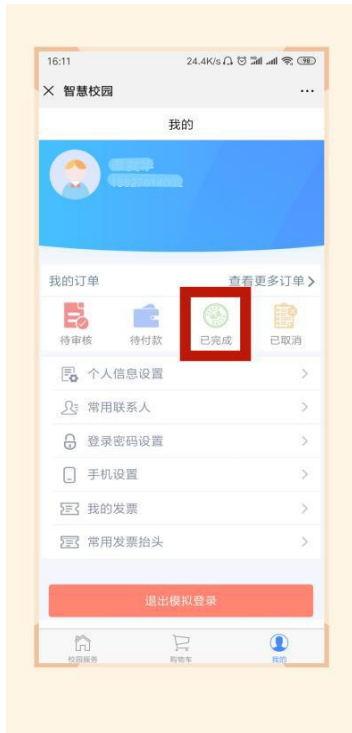 16:11 24.4K/s 98
智慧校园 ...
我的
我的订单 查看更多订单
待审核 待付款 已完成 已取消
个人信息设置
常用联系人
登录密码设置
手机设置
我的发票
常用发票抬头
退出模拟登录
校园服务 购物车 我的